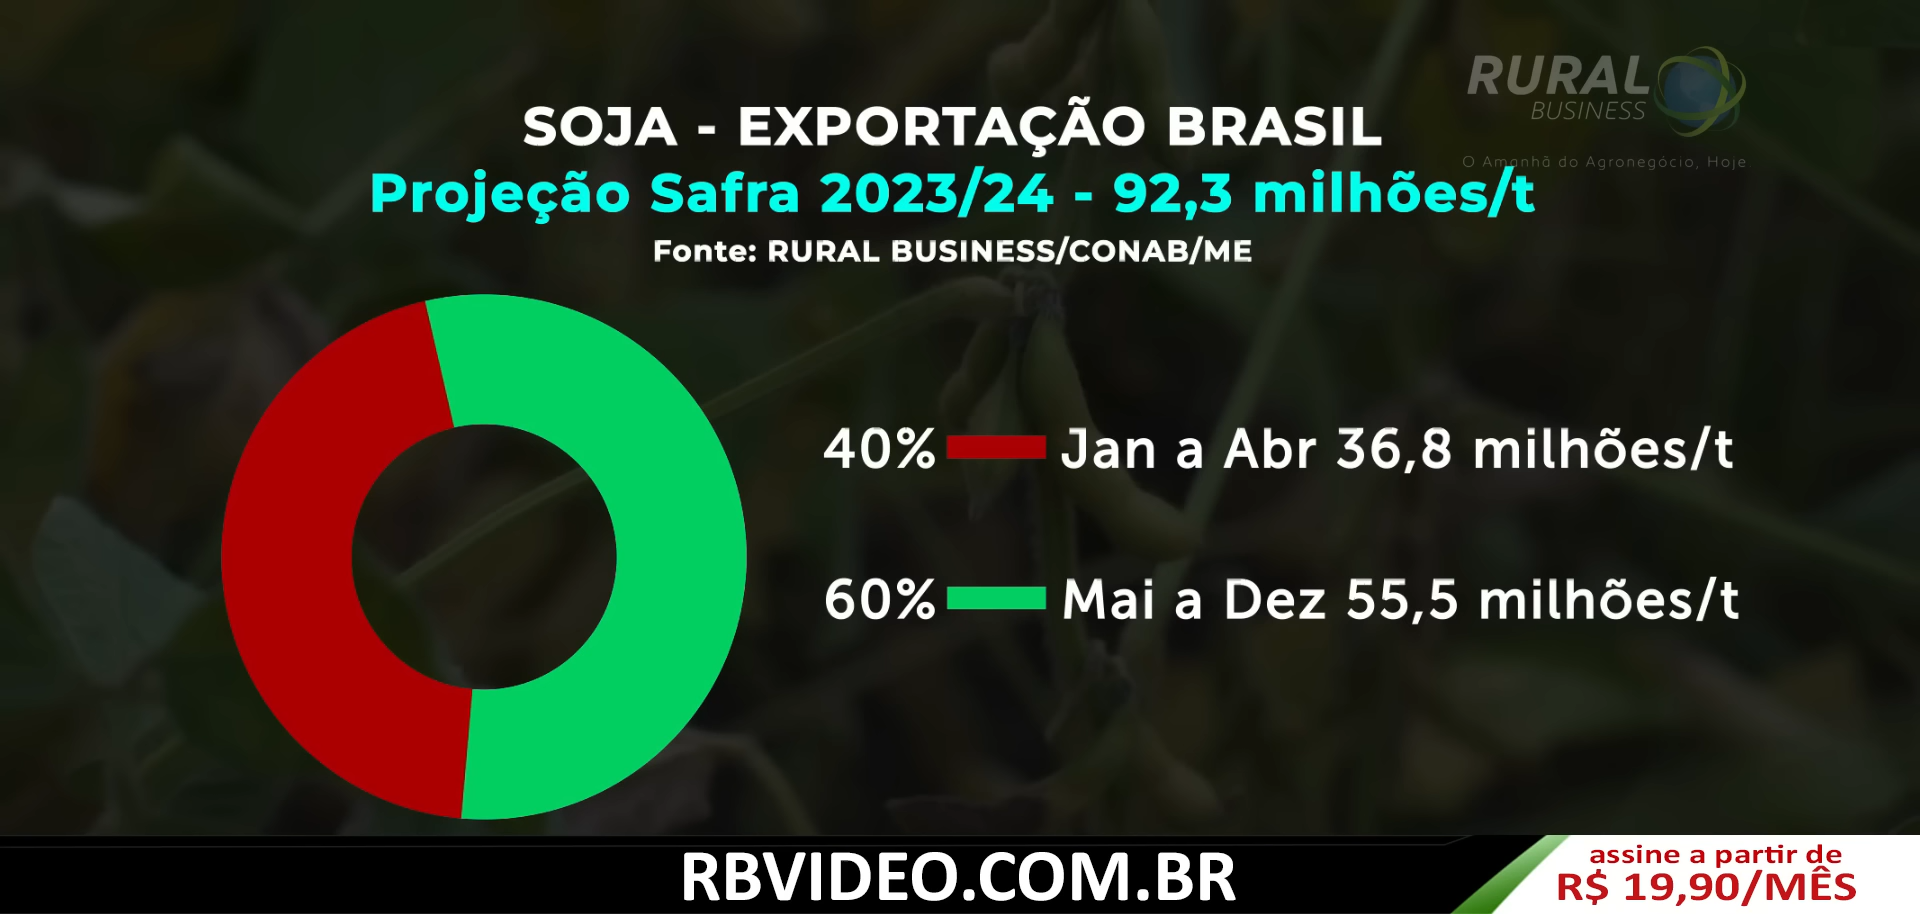 RURAL
BUSINESS
O Amanhã do Agronegócio, Hoje
SOJA - EXPORTAÇÃO BRASIL
Projeção Safra 2023/24 - 92,3 milhões/t
Fonte: RURAL BUSINESS/CONAB/ME
40% Jan a Abr 36,8 milhões/t
60% Mai a Dez 55,5 milhões/t
RBVIDEO.COM.BR
assine a partir de
R$ 19,90/MÊS